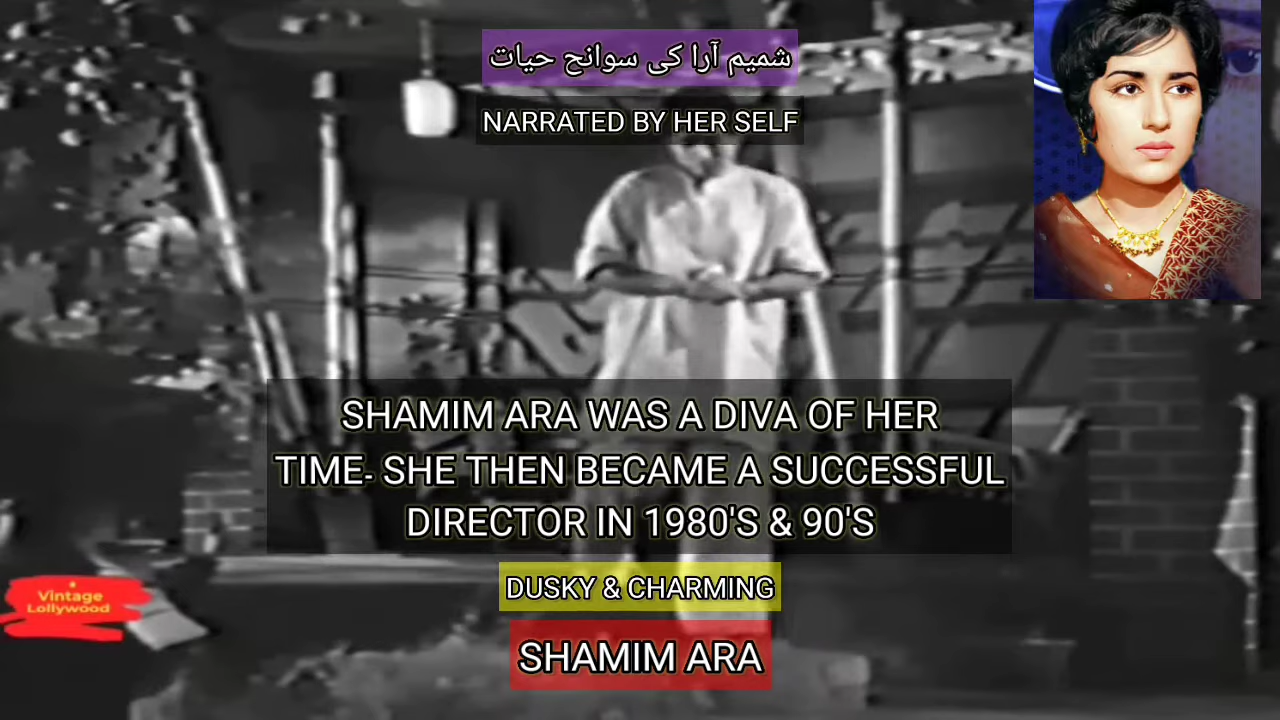 شمیم آرا کی سوانح حیات
NARRATED BY HER SELF
SHAMIM ARA WAS A DIVA OF HER
TIME- SHE THEN BECAME A SUCCESSFUL
DIRECTOR IN 1980'S & 90'S
DUSKY & CHARMING
SHAMIM ARA
Vintage
Lollywood